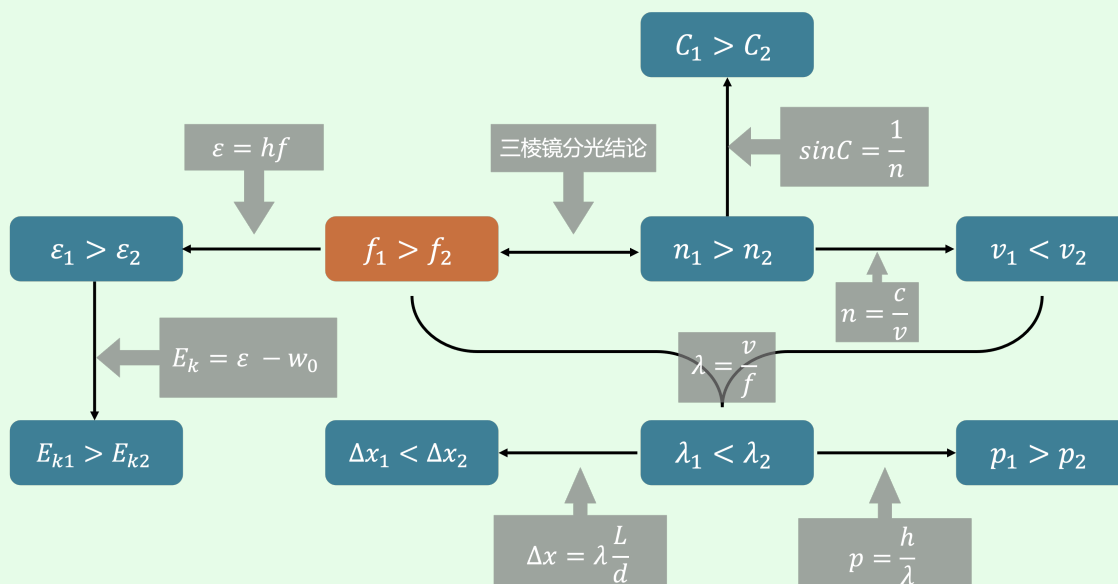 C₁ > C₂
ε = hf
三棱镜分光结论
sinC = 1/n
ε₁ > ε₂
f₁ > f₂
n₁ > n₂
v₁ < v₂
n = c/v
E_k = ε − w₀
λ = v/f
E_k1 > E_k2
Δx₁ < Δx₂
λ₁ < λ₂
p₁ > p₂
Δx = λ L/d
p = h/λ